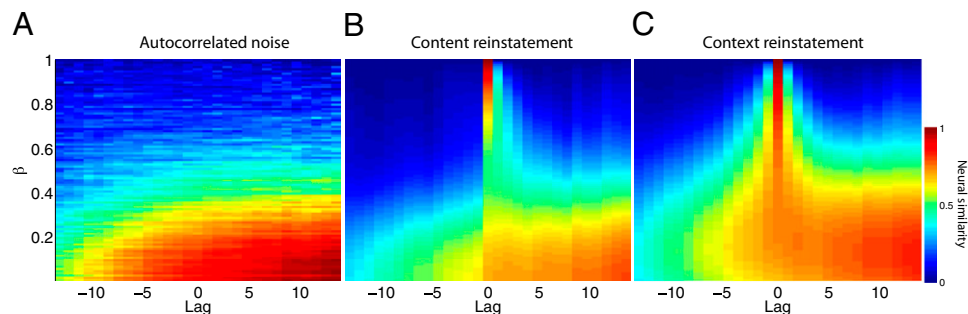 A
Autocorrelated noise
B
Content reinstatement
C
Context reinstatement
1
0.8
0.6
0.4
0.2
β
−10 −5 0 5 10
Lag
−10 −5 0 5 10
Lag
−10 −5 0 5 10
Lag
1
0.5
0
Neural similarity